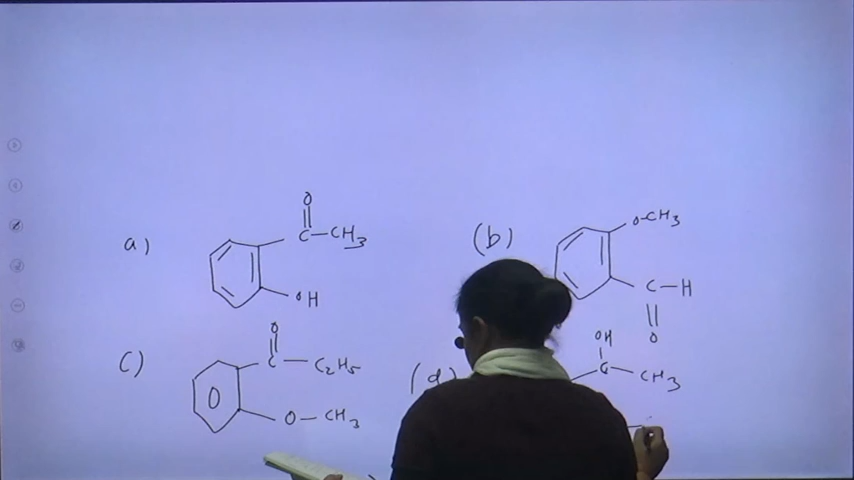 a)
O
C-CH3
OH
(b)
O-CH3
C-H
O
C)
O
C-C2H5
O-CH3
(d)
OH
C-CH3